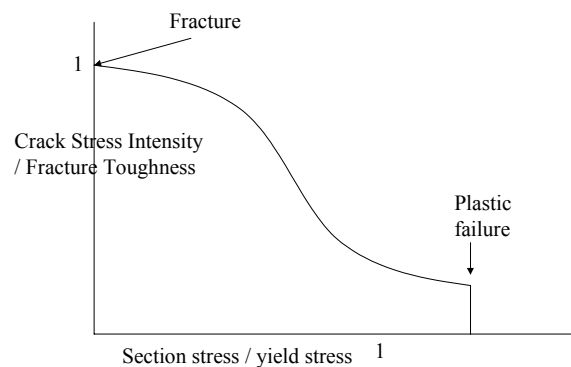 Fracture
1
Crack Stress Intensity
/ Fracture Toughness
Plastic
failure
Section stress / yield stress 1